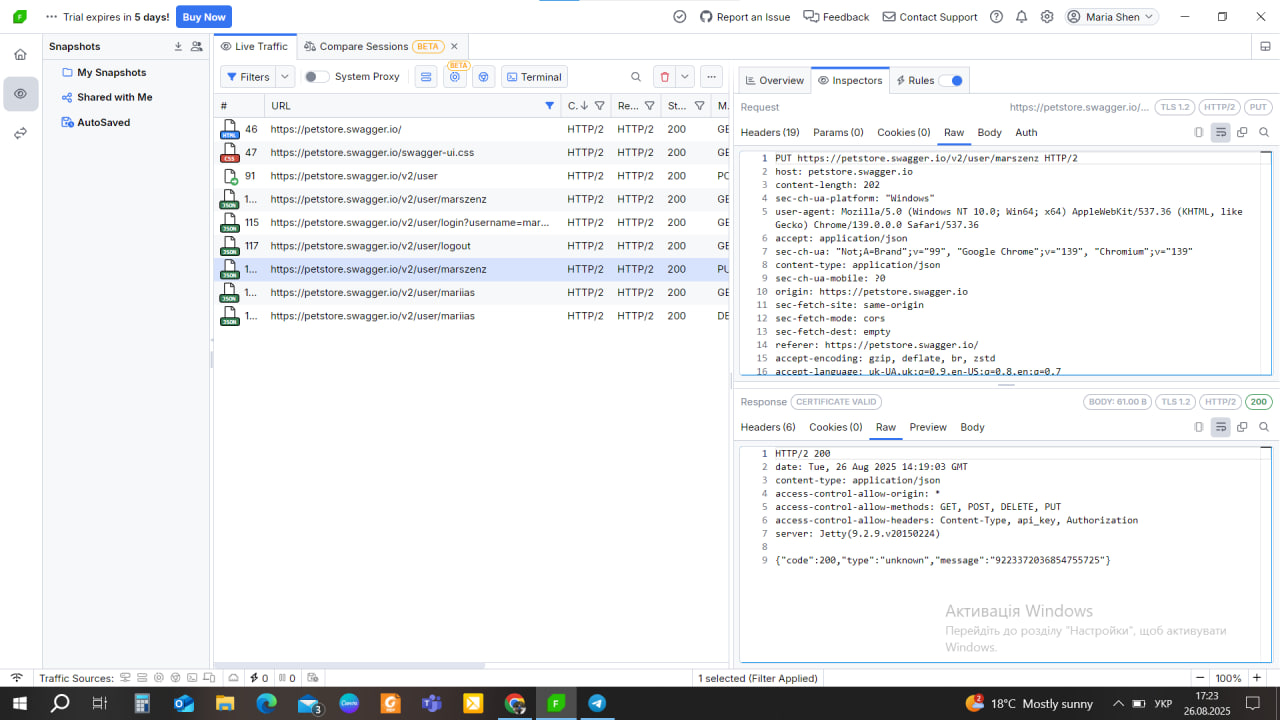 Trial expires in 5 days!
Buy Now
Report an Issue
Feedback
Contact Support
Maria Shen
Snapshots
My Snapshots
Shared with Me
AutoSaved
Live Traffic
Compare Sessions BETA
Filters
System Proxy
BETA
Terminal
# URL C. Re... St... M.
HTML 46 https://petstore.swagger.io/ HTTP/2 HTTP/2 200 GE
CSS 47 https://petstore.swagger.io/swagger-ui.css HTTP/2 HTTP/2 200 GE
91 https://petstore.swagger.io/v2/user HTTP/2 HTTP/2 200 PO
JSON 1... https://petstore.swagger.io/v2/user/marszenz HTTP/2 HTTP/2 200 GE
JSON 115 https://petstore.swagger.io/v2/user/login?username=mar... HTTP/2 HTTP/2 200 GE
JSON 117 https://petstore.swagger.io/v2/user/logout HTTP/2 HTTP/2 200 GE
JSON 1... https://petstore.swagger.io/v2/user/marszenz HTTP/2 HTTP/2 200 PU
JSON 1... https://petstore.swagger.io/v2/user/mariias HTTP/2 HTTP/2 200 GE
JSON 1... https://petstore.swagger.io/v2/user/mariias HTTP/2 HTTP/2 200 DE
Overview
Inspectors
Rules
Request https://petstore.swagger.io/... TLS 1.2 HTTP/2 PUT
Headers (19) Params (0) Cookies (0) Raw Body Auth
1 PUT https://petstore.swagger.io/v2/user/marszenz HTTP/2
2 host: petstore.swagger.io
3 content-length: 202
4 sec-ch-ua-platform: "Windows"
5 user-agent: Mozilla/5.0 (Windows NT 10.0; Win64; x64) AppleWebKit/537.36 (KHTML, like
Gecko) Chrome/139.0.0.0 Safari/537.36
6 accept: application/json
7 sec-ch-ua: "Not;A=Brand";v="99", "Google Chrome";v="139", "Chromium";v="139"
8 content-type: application/json
9 sec-ch-ua-mobile: ?0
10 origin: https://petstore.swagger.io
11 sec-fetch-site: same-origin
12 sec-fetch-mode: cors
13 sec-fetch-dest: empty
14 referer: https://petstore.swagger.io/
15 accept-encoding: gzip, deflate, br, zstd
16 accept-language: uk-UA,uk;q=0.9,en-US;q=0.8,en;q=0.7
Response CERTIFICATE VALID BODY: 61.00 B TLS 1.2 HTTP/2 200
Headers (6) Cookies (0) Raw Preview Body
1 HTTP/2 200
2 date: Tue, 26 Aug 2025 14:19:03 GMT
3 content-type: application/json
4 access-control-allow-origin: *
5 access-control-allow-methods: GET, POST, DELETE, PUT
6 access-control-allow-headers: Content-Type, api_key, Authorization
7 server: Jetty(9.2.9.v20150224)
8
9 {"code":200,"type":"unknown","message":"9223372036854755725"}
Активація Windows
Перейдіть до розділу "Настройки", щоб активувати
Windows.
Traffic Sources:
0
0
1 selected (Filter Applied)
100%
3
2
18°C Mostly sunny
УКР
17:23
26.08.2025